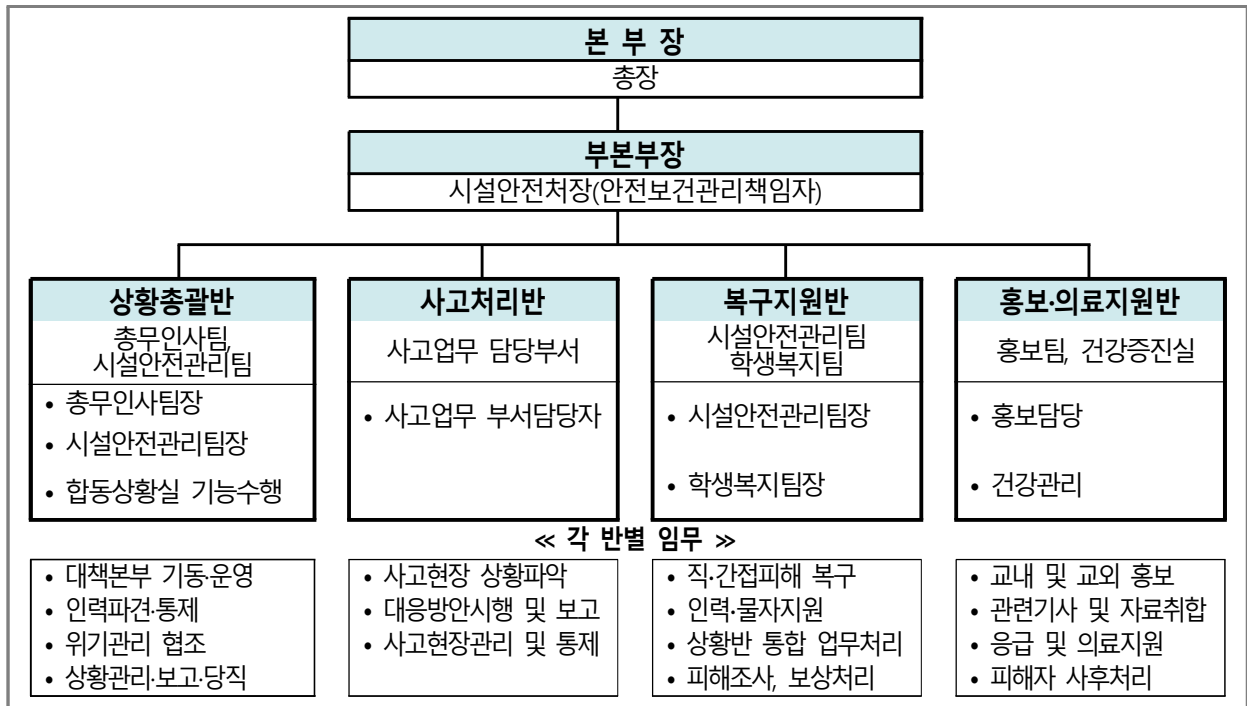 본 부 장
총장
부본부장
시설안전처장(안전보건관리책임자)
상황총괄반
총무인사팀,
시설안전관리팀
• 총무인사팀장
• 시설안전관리팀장
• 합동상황실 기능수행
사고처리반
사고업무 담당부서
• 사고업무 부서담당자
복구지원반
시설안전관리팀
학생복지팀
• 시설안전관리팀장
• 학생복지팀장
홍보·의료지원반
홍보팀, 건강증진실
• 홍보담당
• 건강관리
≪ 각 반별 임무 ≫
• 대책본부 기동·운영
• 인력파견·통제
• 위기관리 협조
• 상황관리·보고·당직
• 사고현장 상황파악
• 대응방안시행 및 보고
• 사고현장관리 및 통제
• 직·간접피해 복구
• 인력·물자지원
• 상황반 통합 업무처리
• 피해조사, 보상처리
• 교내 및 교외 홍보
• 관련기사 및 자료취합
• 응급 및 의료지원
• 피해자 사후처리